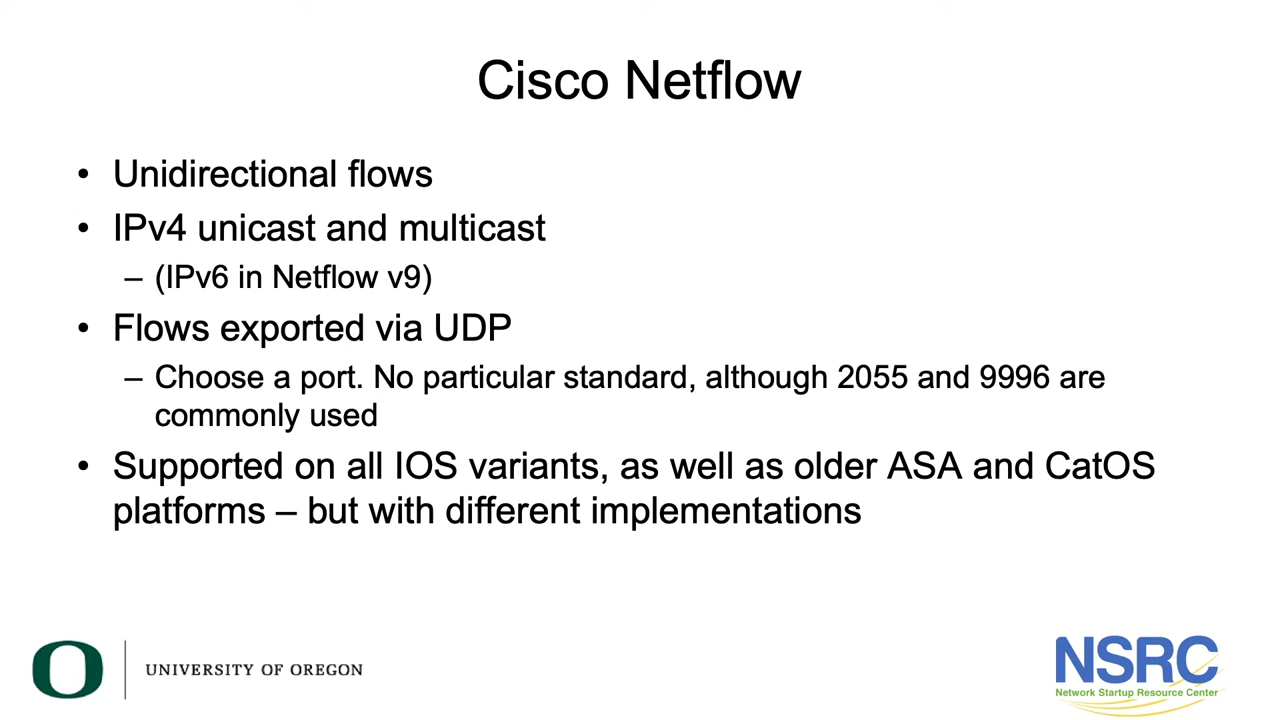 Cisco Netflow
• Unidirectional flows
• IPv4 unicast and multicast
– (IPv6 in Netflow v9)
• Flows exported via UDP
– Choose a port. No particular standard, although 2055 and 9996 are
commonly used
• Supported on all IOS variants, as well as older ASA and CatOS
platforms – but with different implementations
O
UNIVERSITY OF OREGON
NSRC
Network Startup Resource Center